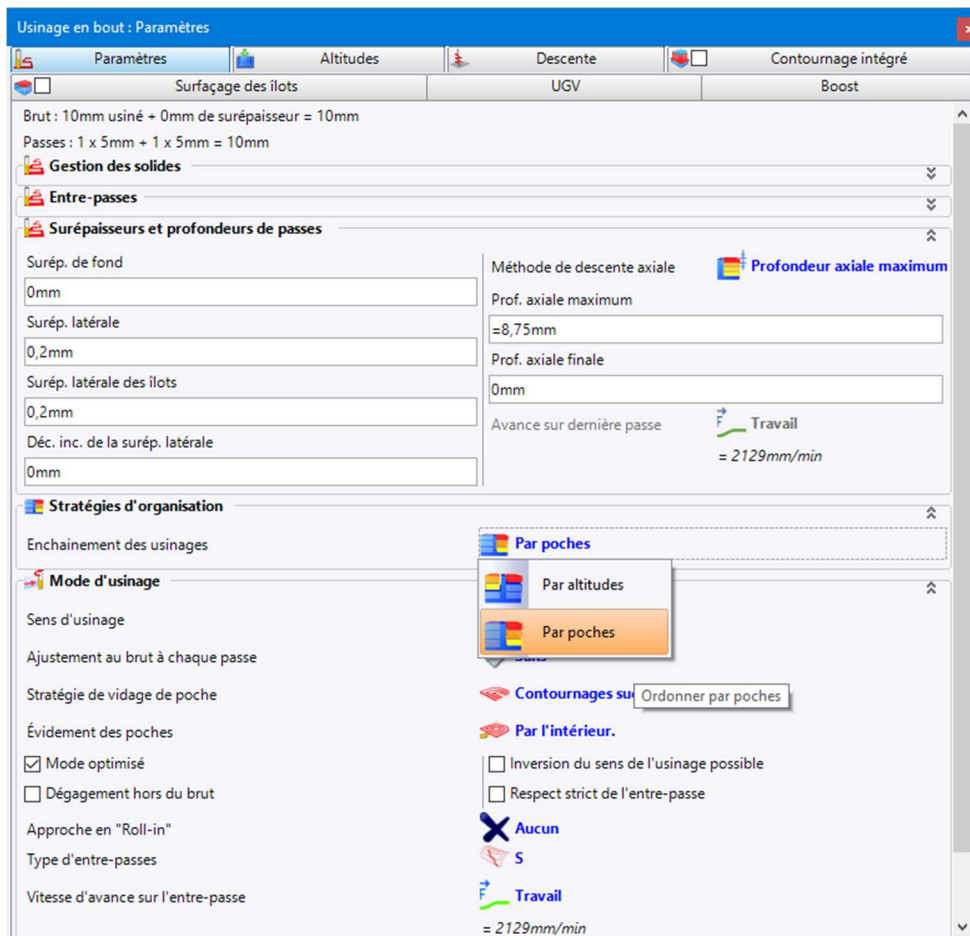 Usinage en bout : Paramètres
Paramètres
Altitudes
Descente
Contournage intégré
Surfaçage des îlots
UGV
Boost
Brut : 10mm usiné + 0mm de surépaisseur = 10mm
Passes : 1 x 5mm + 1 x 5mm = 10mm
Gestion des solides
Entre-passes
Surépaisseurs et profondeurs de passes
Surép. de fond
0mm
Surép. latérale
0,2mm
Surép. latérale des îlots
0,2mm
Déc. inc. de la surép. latérale
0mm
Méthode de descente axiale
Profondeur axiale maximum
Prof. axiale maximum
=8,75mm
Prof. axiale finale
0mm
Avance sur dernière passe
Travail
= 2129mm/min
Stratégies d'organisation
Enchainement des usinages
Par poches
Par altitudes
Par poches
Ordonner par poches
Mode d'usinage
Sens d'usinage
Ajustement au brut à chaque passe
Stratégie de vidage de poche
Contournages
Évidement des poches
Par l'intérieur.
Mode optimisé
Inversion du sens de l'usinage possible
Dégagement hors du brut
Respect strict de l'entre-passe
Approche en "Roll-in"
Aucun
Type d'entre-passes
S
Vitesse d'avance sur l'entre-passe
Travail
= 2129mm/min